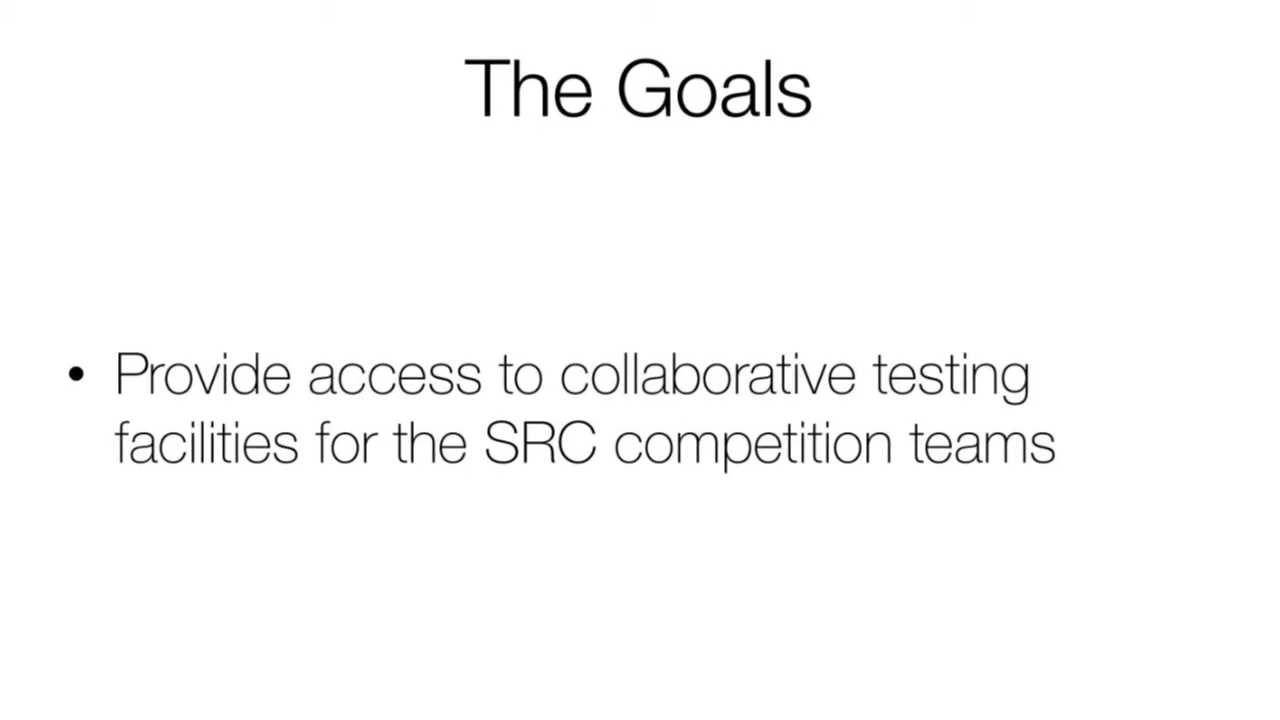 The Goals
• Provide access to collaborative testing
facilities for the SRC competition teams